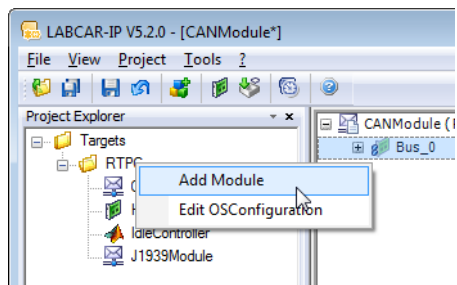 LABCAR-IP V5.2.0 - [CANModule*]
File View Project Tools ?
Project Explorer
CANModule (
Targets
Bus_0
RTPC
Add Module
Edit OSConfiguration
IdleController
J1939Module